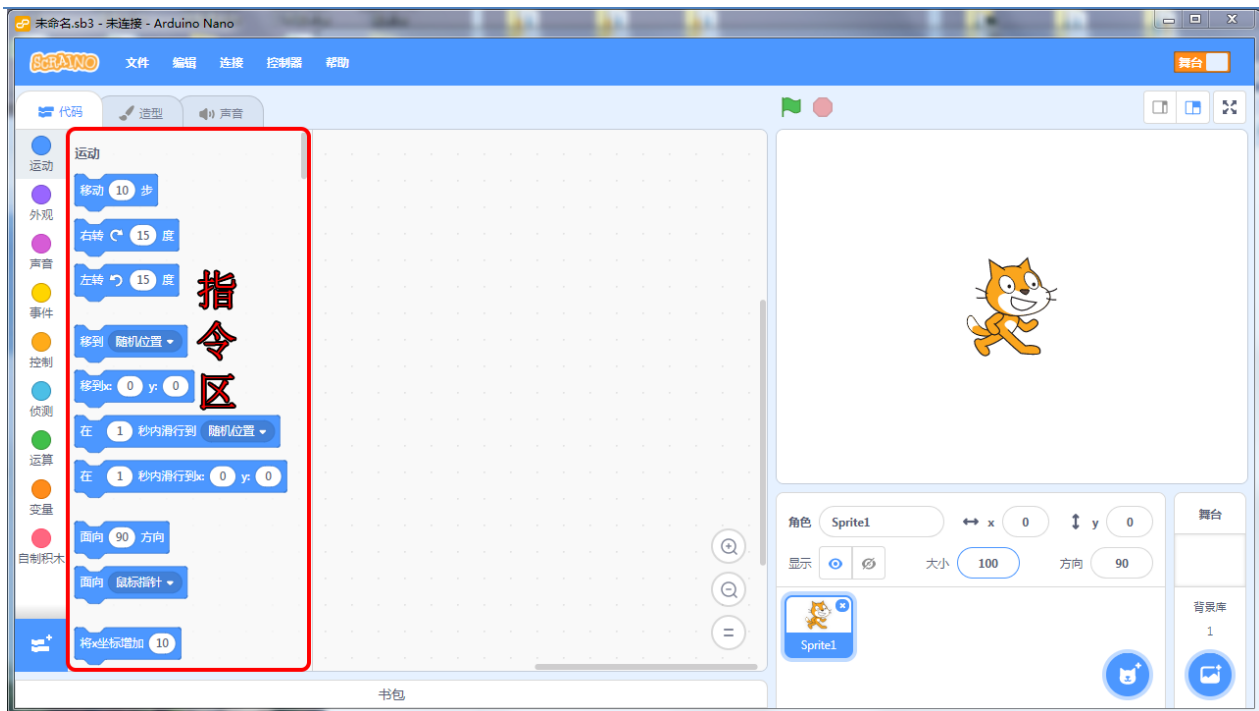 未命名.sb3 - 未连接 - Arduino Nano
SCRAINO 文件 编辑 连接 控制器 帮助 舞台
代码 造型 声音
运动
外观
声音
事件
控制
侦测
运算
变量
自制积木
运动
移动 10 步
右转 15 度
左转 15 度
移到 随机位置
移到x: 0 y: 0
在 1 秒内滑行到 随机位置
在 1 秒内滑行到x: 0 y: 0
面向 90 方向
面向 鼠标指针
将x坐标增加 10
指
令
区
书包
角色 Sprite1 x 0 y 0
显示 大小 100 方向 90
Sprite1
舞台
背景库
1